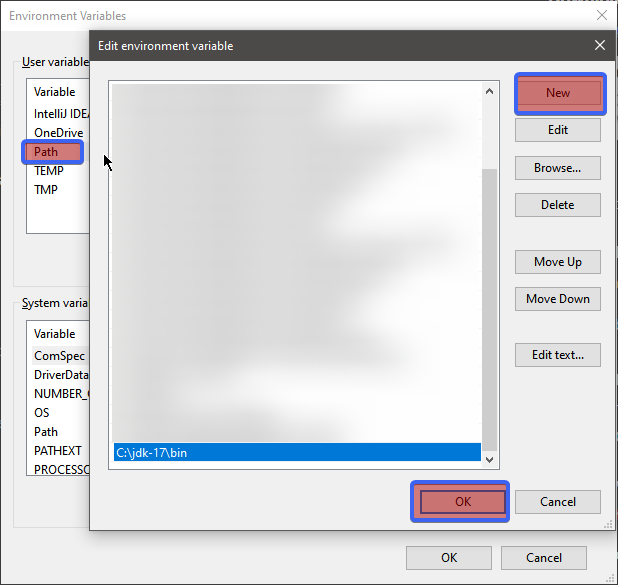 Environment Variables
Edit environment variable
User variable
Variable
IntelliJ IDEA
OneDrive
Path
TEMP
TMP
System varia
Variable
ComSpec
DriverData
NUMBER_
OS
Path
PATHEXT
PROCESSO
C:\jdk-17\bin
New
Edit
Browse...
Delete
Move Up
Move Down
Edit text...
OK
Cancel
OK
Cancel